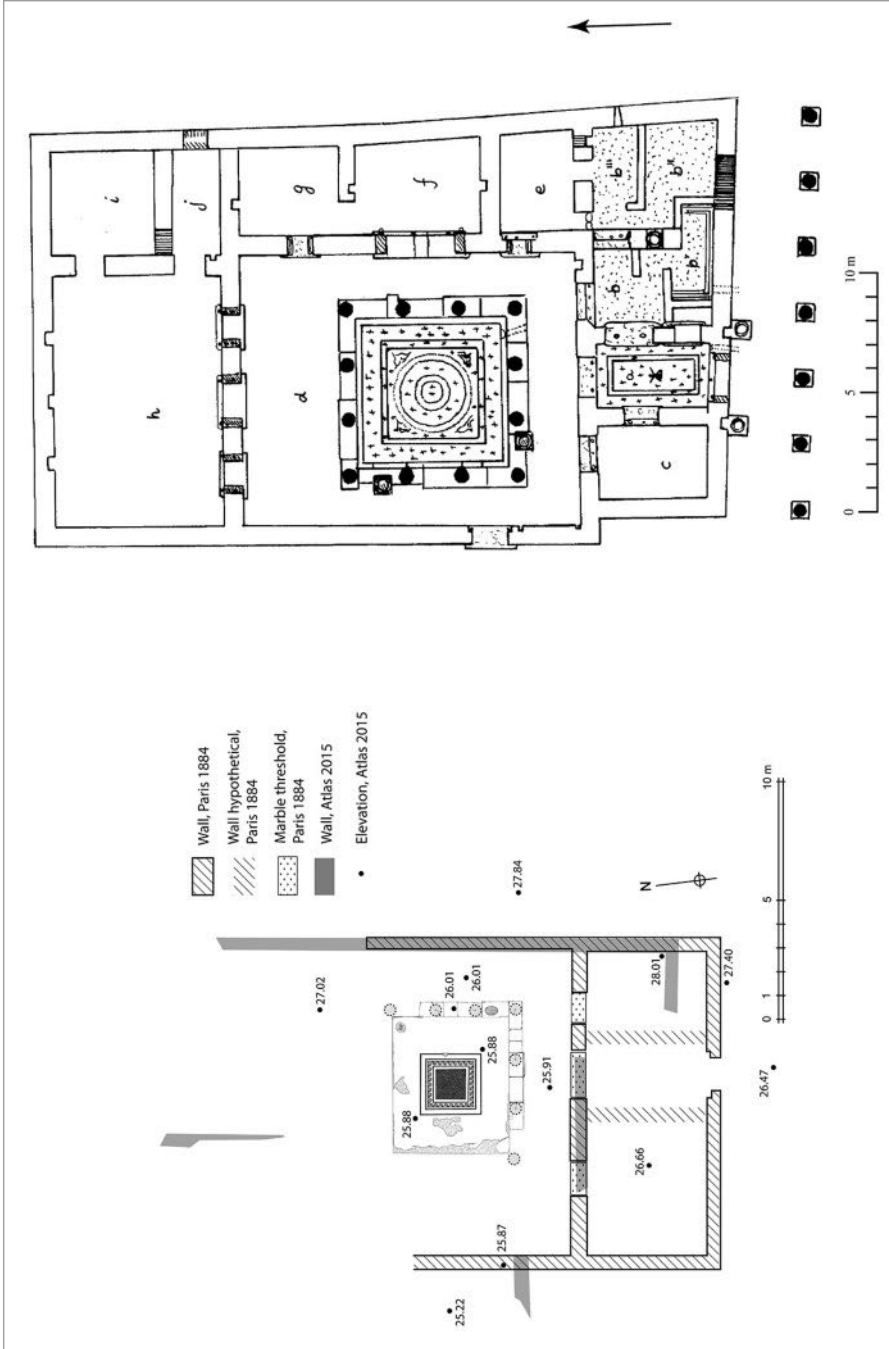 i
j
h
g
f
d
e
b'''
b''
b
b'
a
c
0
5
10 m
Wall, Paris 1884
Wall hypothetical,
Paris 1884
Marble threshold,
Paris 1884
Wall, Atlas 2015
Elevation, Atlas 2015
27.02
27.84
26.01
26.01
25.88
25.88
25.91
25.87
25.22
28.01
26.66
27.40
26.47
N
0
1
5
10 m